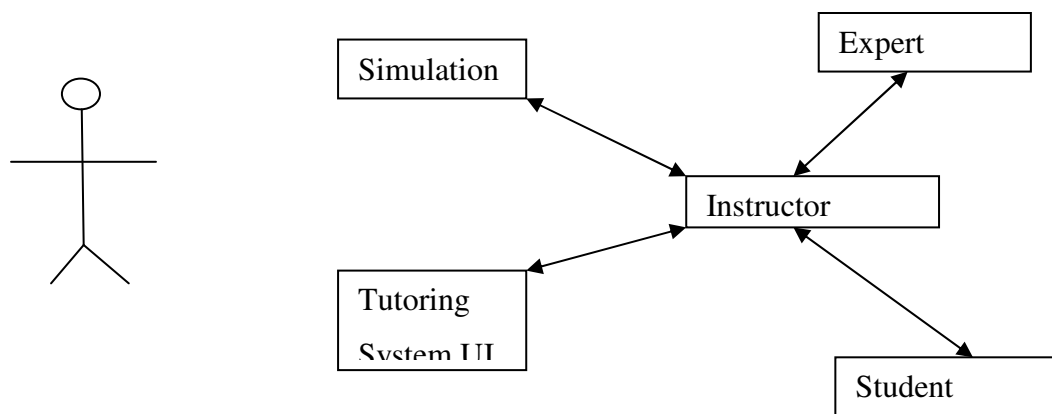 Expert
Simulation
Instructor
Tutoring
System UI
Student